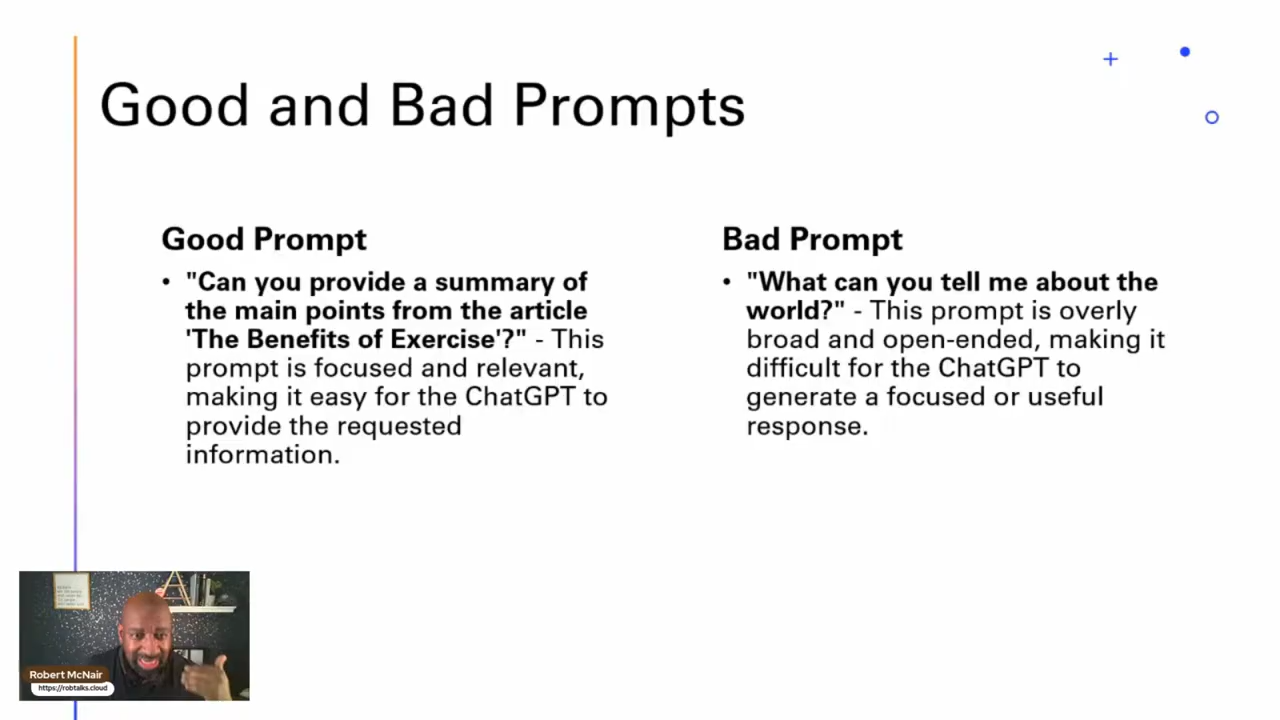 Good and Bad Prompts
Good Prompt
• "Can you provide a summary of
the main points from the article
'The Benefits of Exercise'?" - This
prompt is focused and relevant,
making it easy for the ChatGPT to
provide the requested
information.
Bad Prompt
• "What can you tell me about the
world?" - This prompt is overly
broad and open-ended, making it
difficult for the ChatGPT to
generate a focused or useful
response.
Robert McNair
https://robtalks.cloud